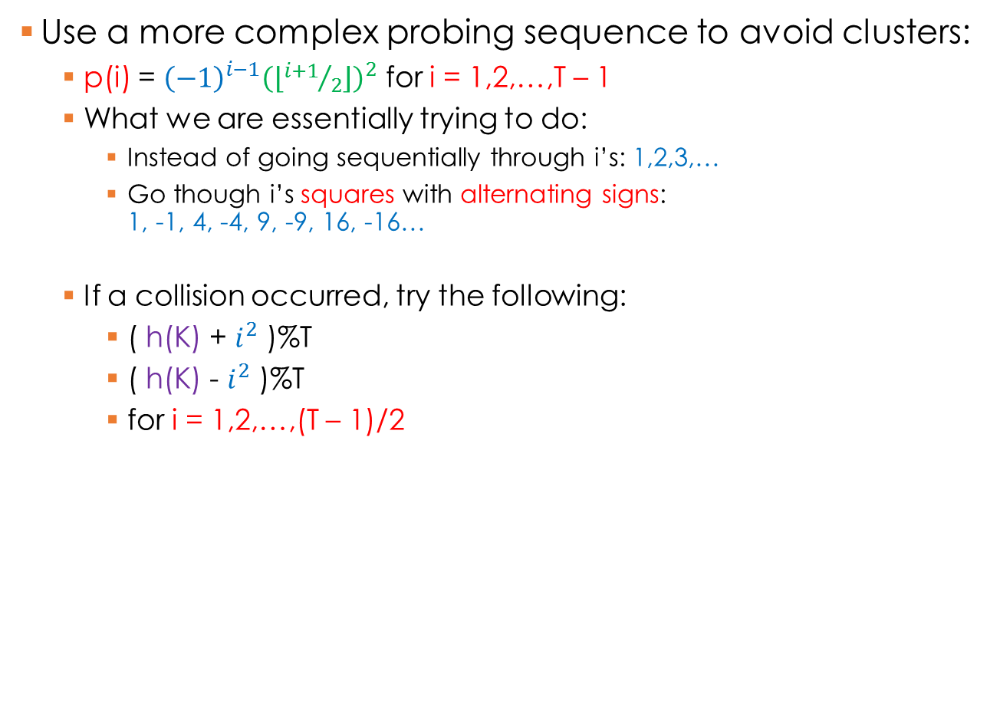 ▪ Use a more complex probing sequence to avoid clusters:
▪ p(i) = (−1)^{i−1}(⌊^{i+1}/_2⌋)^2 for i = 1,2,…,T – 1
▪ What we are essentially trying to do:
▪ Instead of going sequentially through i's: 1,2,3,…
▪ Go though i's squares with alternating signs:
1, -1, 4, -4, 9, -9, 16, -16…
▪ If a collision occurred, try the following:
▪ ( h(K) + i^2 )%T
▪ ( h(K) - i^2 )%T
▪ for i = 1,2,…,(T – 1)/2